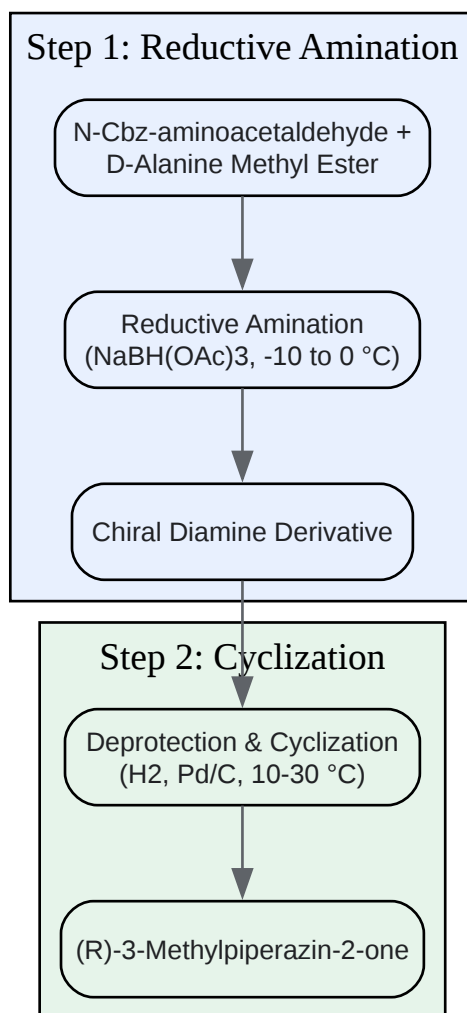 Step 1: Reductive Amination
N-Cbz-aminoacetaldehyde +
D-Alanine Methyl Ester
Reductive Amination
(NaBH(OAc)3, -10 to 0 °C)
Chiral Diamine Derivative
Step 2: Cyclization
Deprotection & Cyclization
(H2, Pd/C, 10-30 °C)
(R)-3-Methylpiperazin-2-one